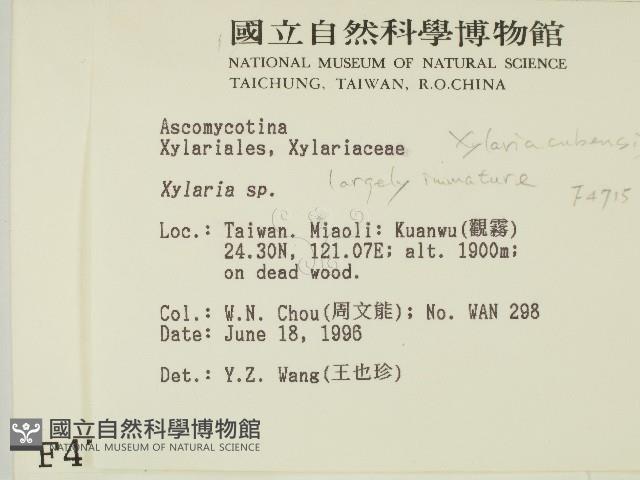 國立自然科學博物館
NATIONAL MUSEUM OF NATURAL SCIENCE
TAICHUNG, TAIWAN, R.O.CHINA
Ascomycotina
Xylariales, Xylariaceae
Xylaria cubensi
Xylaria sp.
largely immature
F4715
Loc.: Taiwan. Miaoli: Kuanwu(觀霧)
24.30N, 121.07E; alt. 1900m;
on dead wood.
Col.: W.N. Chou(周文能); No. WAN 298
Date: June 18, 1996
Det.: Y.Z. Wang(王也珍)
國立自然科學博物館
NATIONAL MUSEUM OF NATURAL SCIENCE
F4